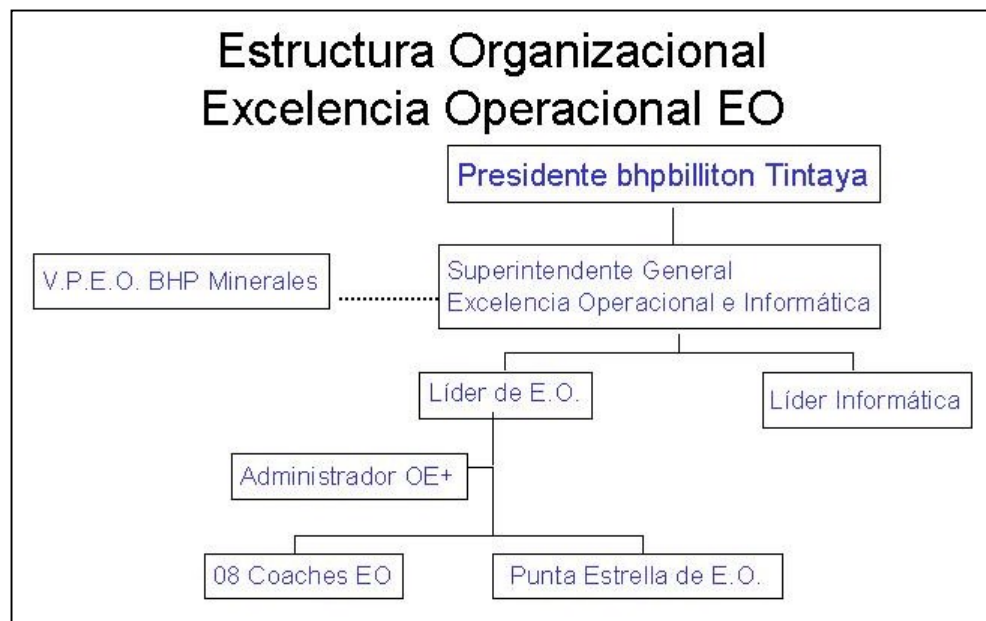 Estructura Organizacional
Excelencia Operacional EO
Presidente bhpbilliton Tintaya
V.P.E.O. BHP Minerales
Superintendente General
Excelencia Operacional e Informática
Líder de E.O.
Líder Informática
Administrador OE+
08 Coaches EO
Punta Estrella de E.O.